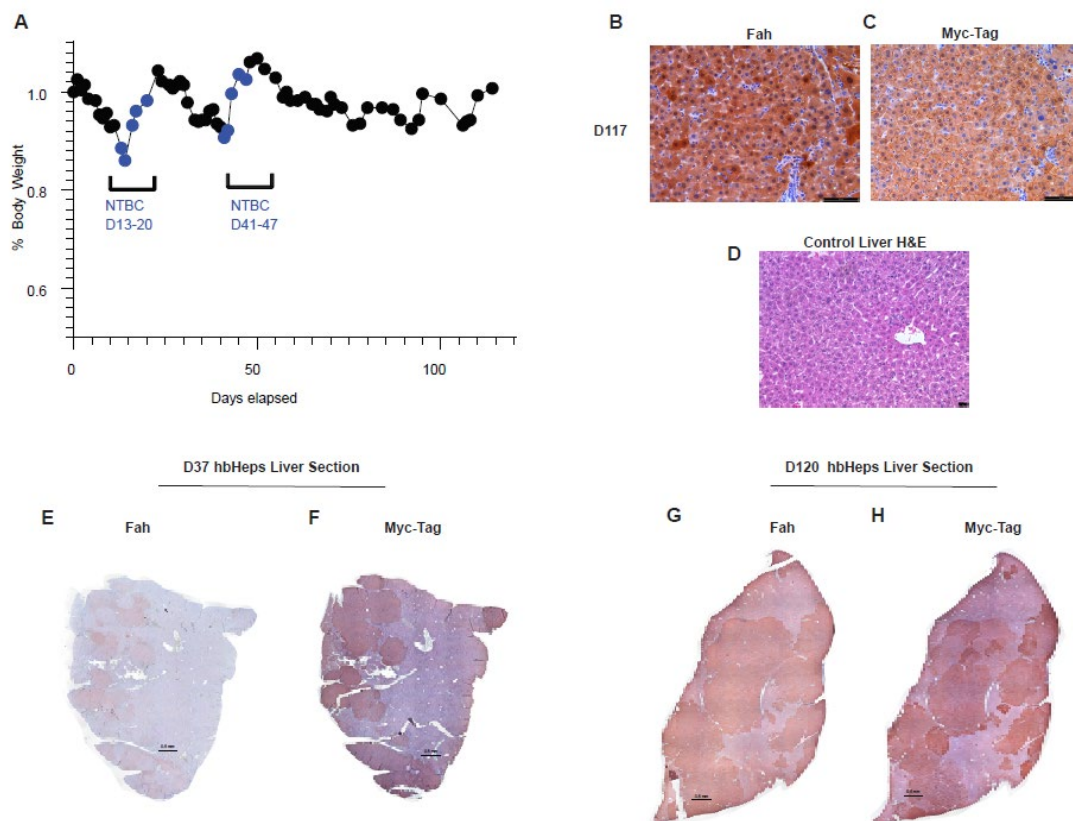 A
% Body Weight
1.0
0.8
0.6
NTBC
D13-20
NTBC
D41-47
0
50
100
Days elapsed
B
Fah
C
Myc-Tag
D117
D
Control Liver H&E
D37 hbHeps Liver Section
E
Fah
F
Myc-Tag
D120 hbHeps Liver Section
G
Fah
H
Myc-Tag